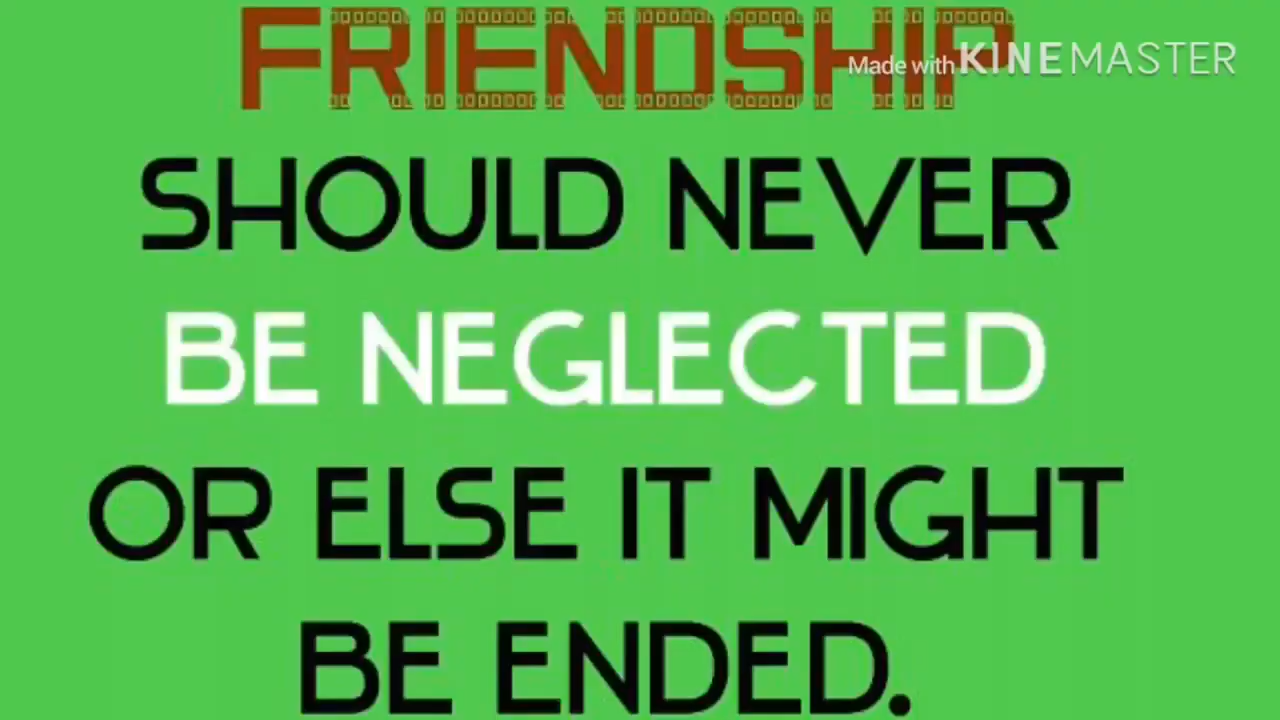 FRIENDSHIP
Made with KINEMASTER
SHOULD NEVER
BE NEGLECTED
OR ELSE IT MIGHT
BE ENDED.